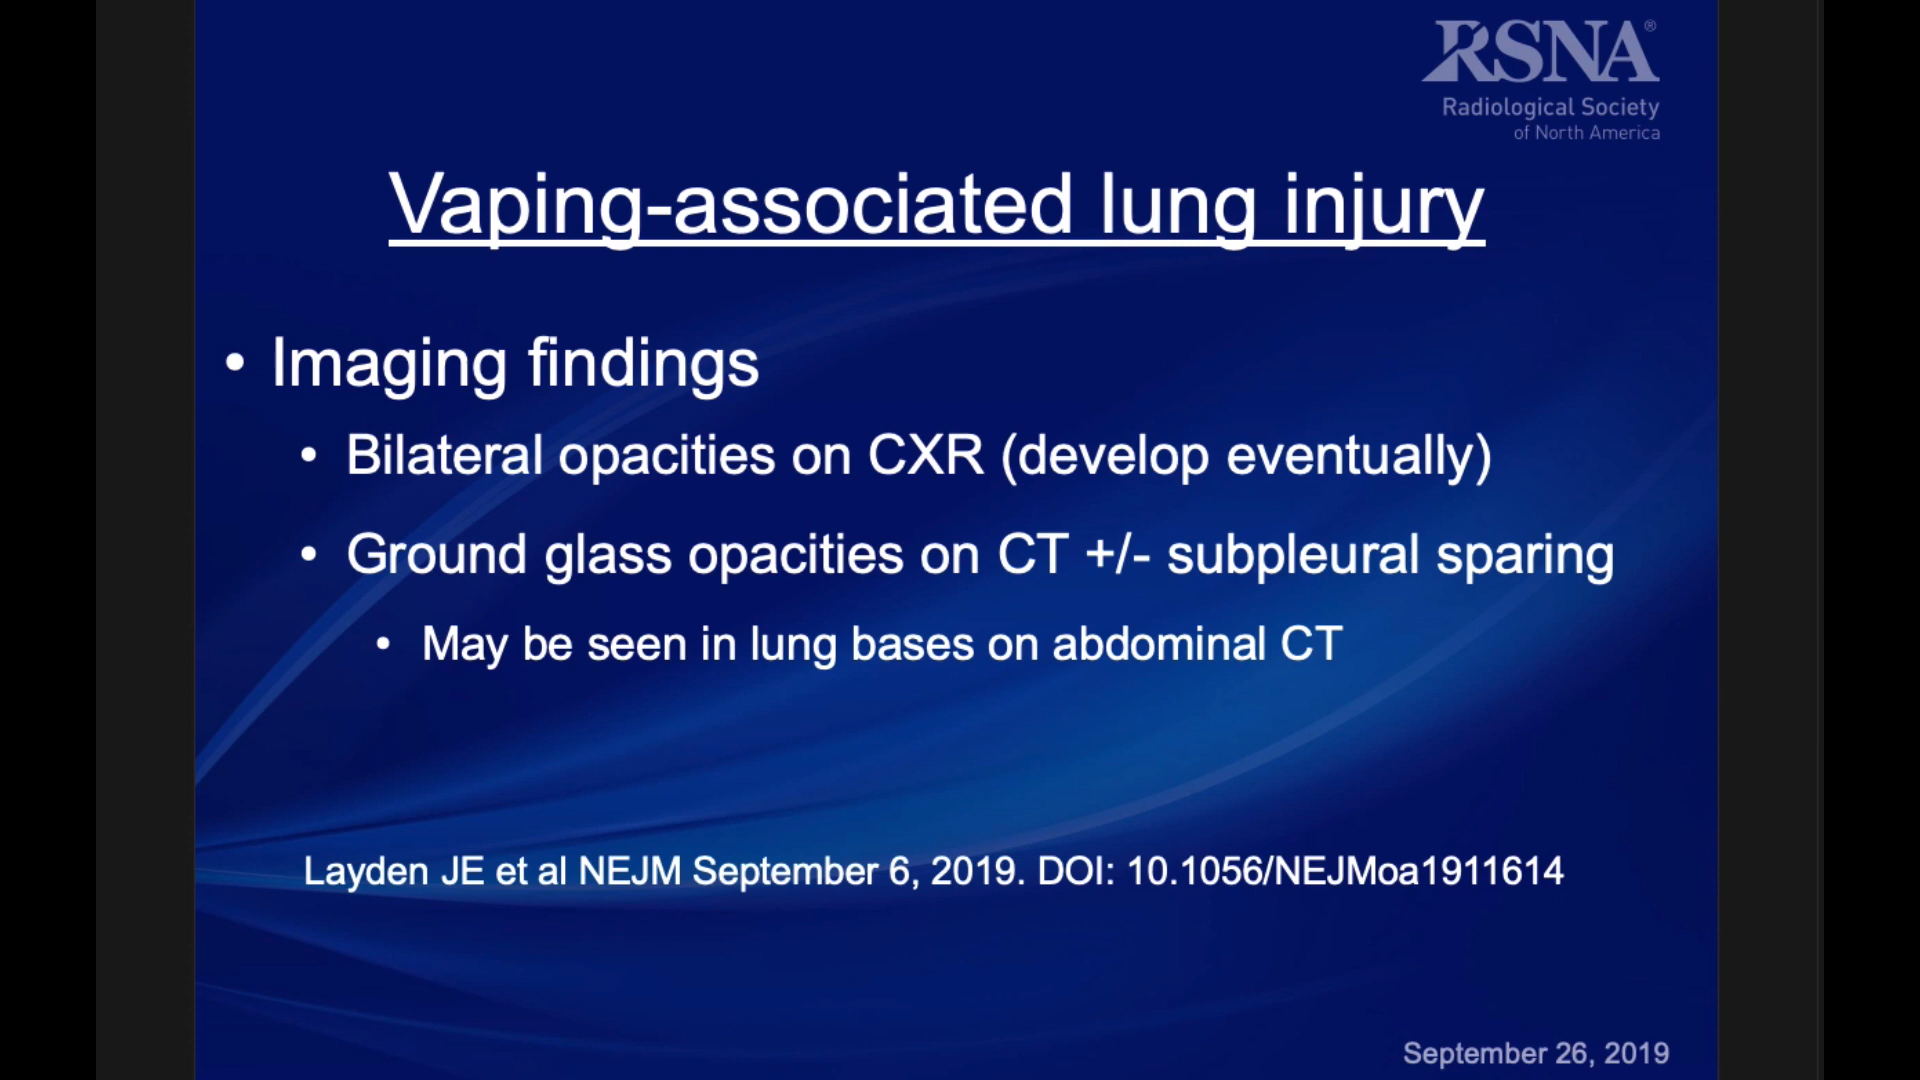 RSNA®
Radiological Society
of North America
Vaping-associated lung injury
• Imaging findings
• Bilateral opacities on CXR (develop eventually)
• Ground glass opacities on CT +/- subpleural sparing
• May be seen in lung bases on abdominal CT
Layden JE et al NEJM September 6, 2019. DOI: 10.1056/NEJMoa1911614
September 26, 2019